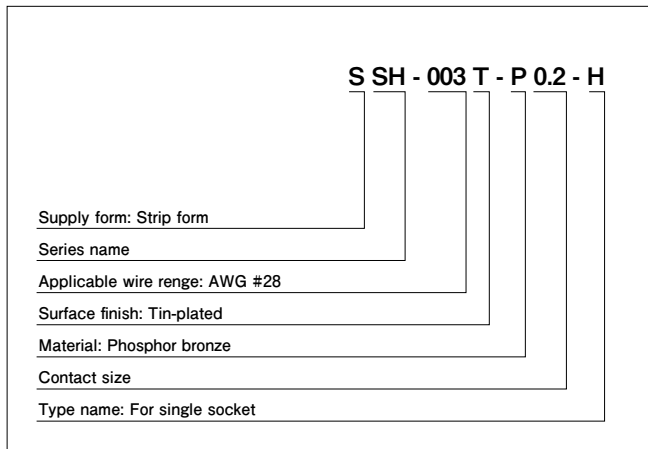 S SH - 003 T - P 0.2 - H
Supply form: Strip form
Series name
Applicable wire renge: AWG #28
Surface finish: Tin-plated
Material: Phosphor bronze
Contact size
Type name: For single socket